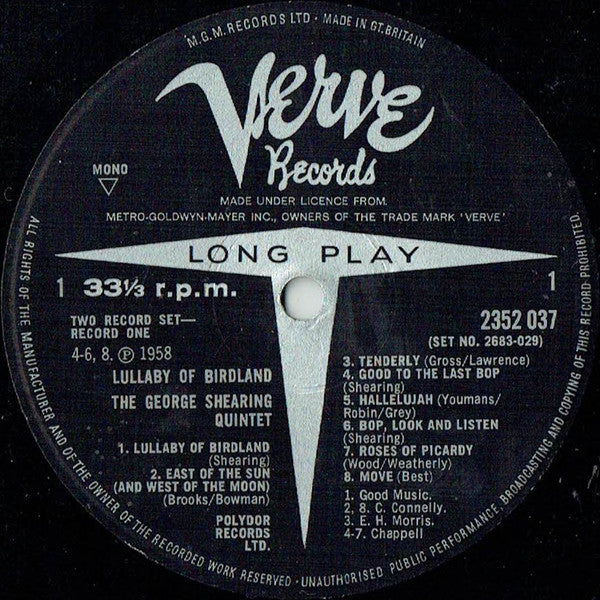 M.G.M. RECORDS LTD · MADE IN GT. BRITAIN
Verve
Records
MONO
MADE UNDER LICENCE FROM
METRO-GOLDWYN-MAYER INC., OWNERS OF THE TRADE MARK 'VERVE'
LONG PLAY
1 33⅓ r.p.m.
1
TWO RECORD SET—
RECORD ONE
4-6, 8. ℗ 1958
LULLABY OF BIRDLAND
THE GEORGE SHEARING
QUINTET
1. LULLABY OF BIRDLAND
(Shearing)
2. EAST OF THE SUN
(AND WEST OF THE MOON)
(Brooks/Bowman)
POLYDOR
RECORDS
LTD.
2352 037
(SET NO. 2683-029)
3. TENDERLY (Gross/Lawrence)
4. GOOD TO THE LAST BOP
(Shearing)
5. HALLELUJAH (Youmans/
Robin/Grey)
6. BOP, LOOK AND LISTEN
(Shearing)
7. ROSES OF PICARDY
(Wood/Weatherly)
8. MOVE (Best)
1. Good Music.
2, 8. C. Connelly.
3. E. H. Morris.
4-7. Chappell
ALL RIGHTS OF THE MANUFACTURER AND OF THE OWNER OF THE RECORDED WORK RESERVED · UNAUTHORISED PUBLIC PERFORMANCE, BROADCASTING AND COPYING OF THIS RECORD PROHIBITED.